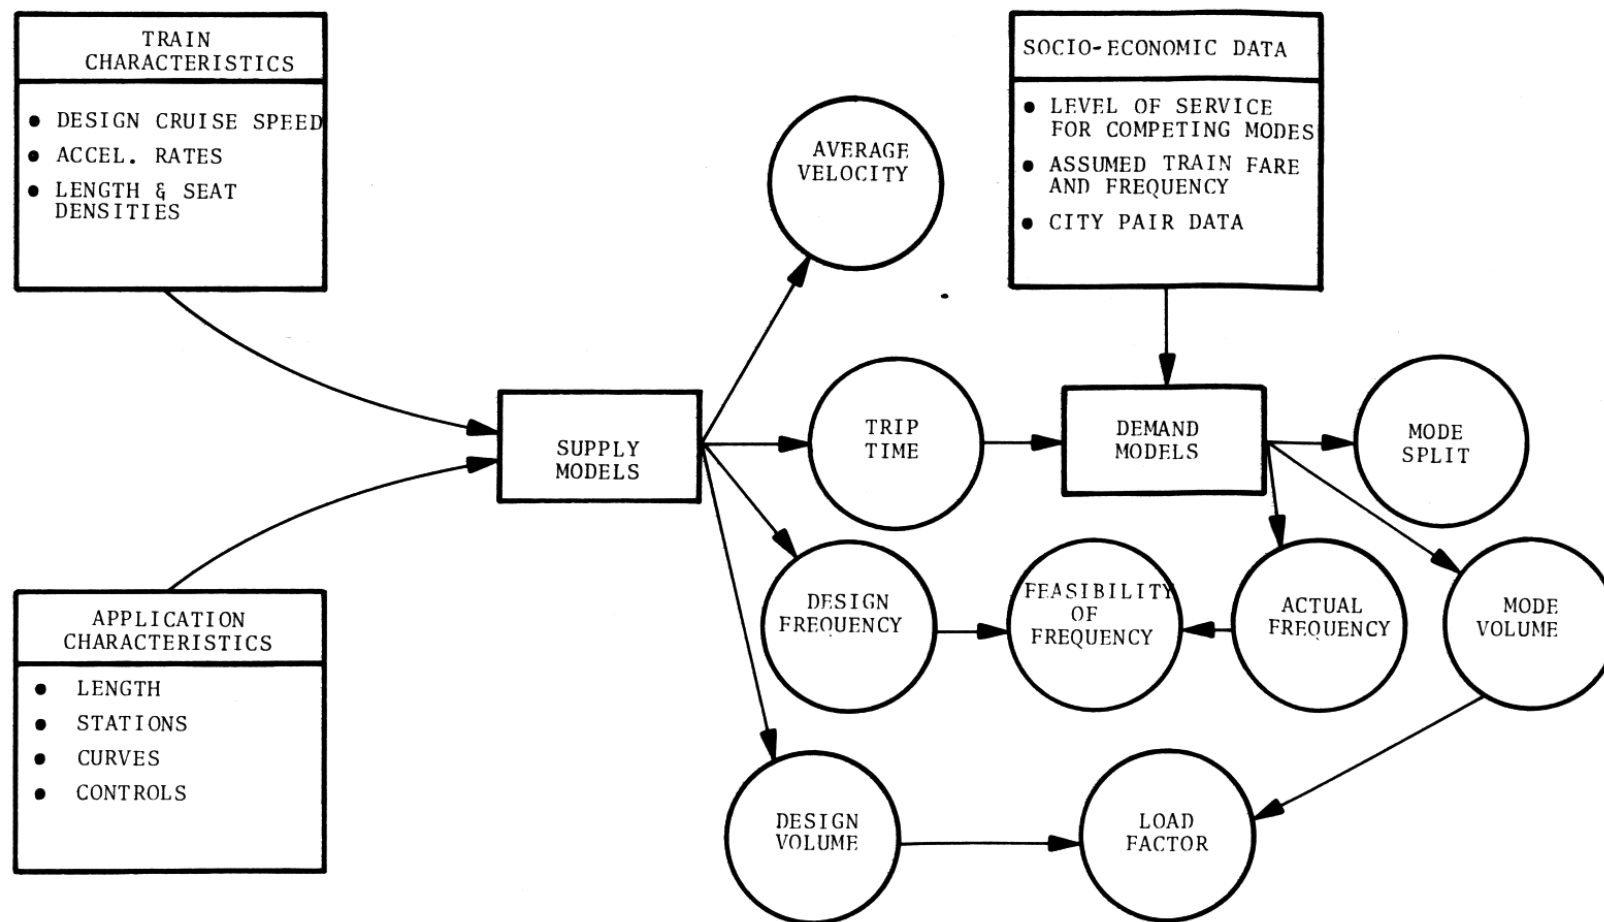 TRAIN
CHARACTERISTICS
• DESIGN CRUISE SPEED
• ACCEL. RATES
• LENGTH & SEAT
DENSITIES
APPLICATION
CHARACTERISTICS
• LENGTH
• STATIONS
• CURVES
• CONTROLS
SUPPLY
MODELS
AVERAGE
VELOCITY
TRIP
TIME
DESIGN
FREQUENCY
DESIGN
VOLUME
SOCIO-ECONOMIC DATA
• LEVEL OF SERVICE
FOR COMPETING MODES
• ASSUMED TRAIN FARE
AND FREQUENCY
• CITY PAIR DATA
DEMAND
MODELS
FEASIBILITY
OF
FREQUENCY
LOAD
FACTOR
ACTUAL
FREQUENCY
MODE
SPLIT
MODE
VOLUME